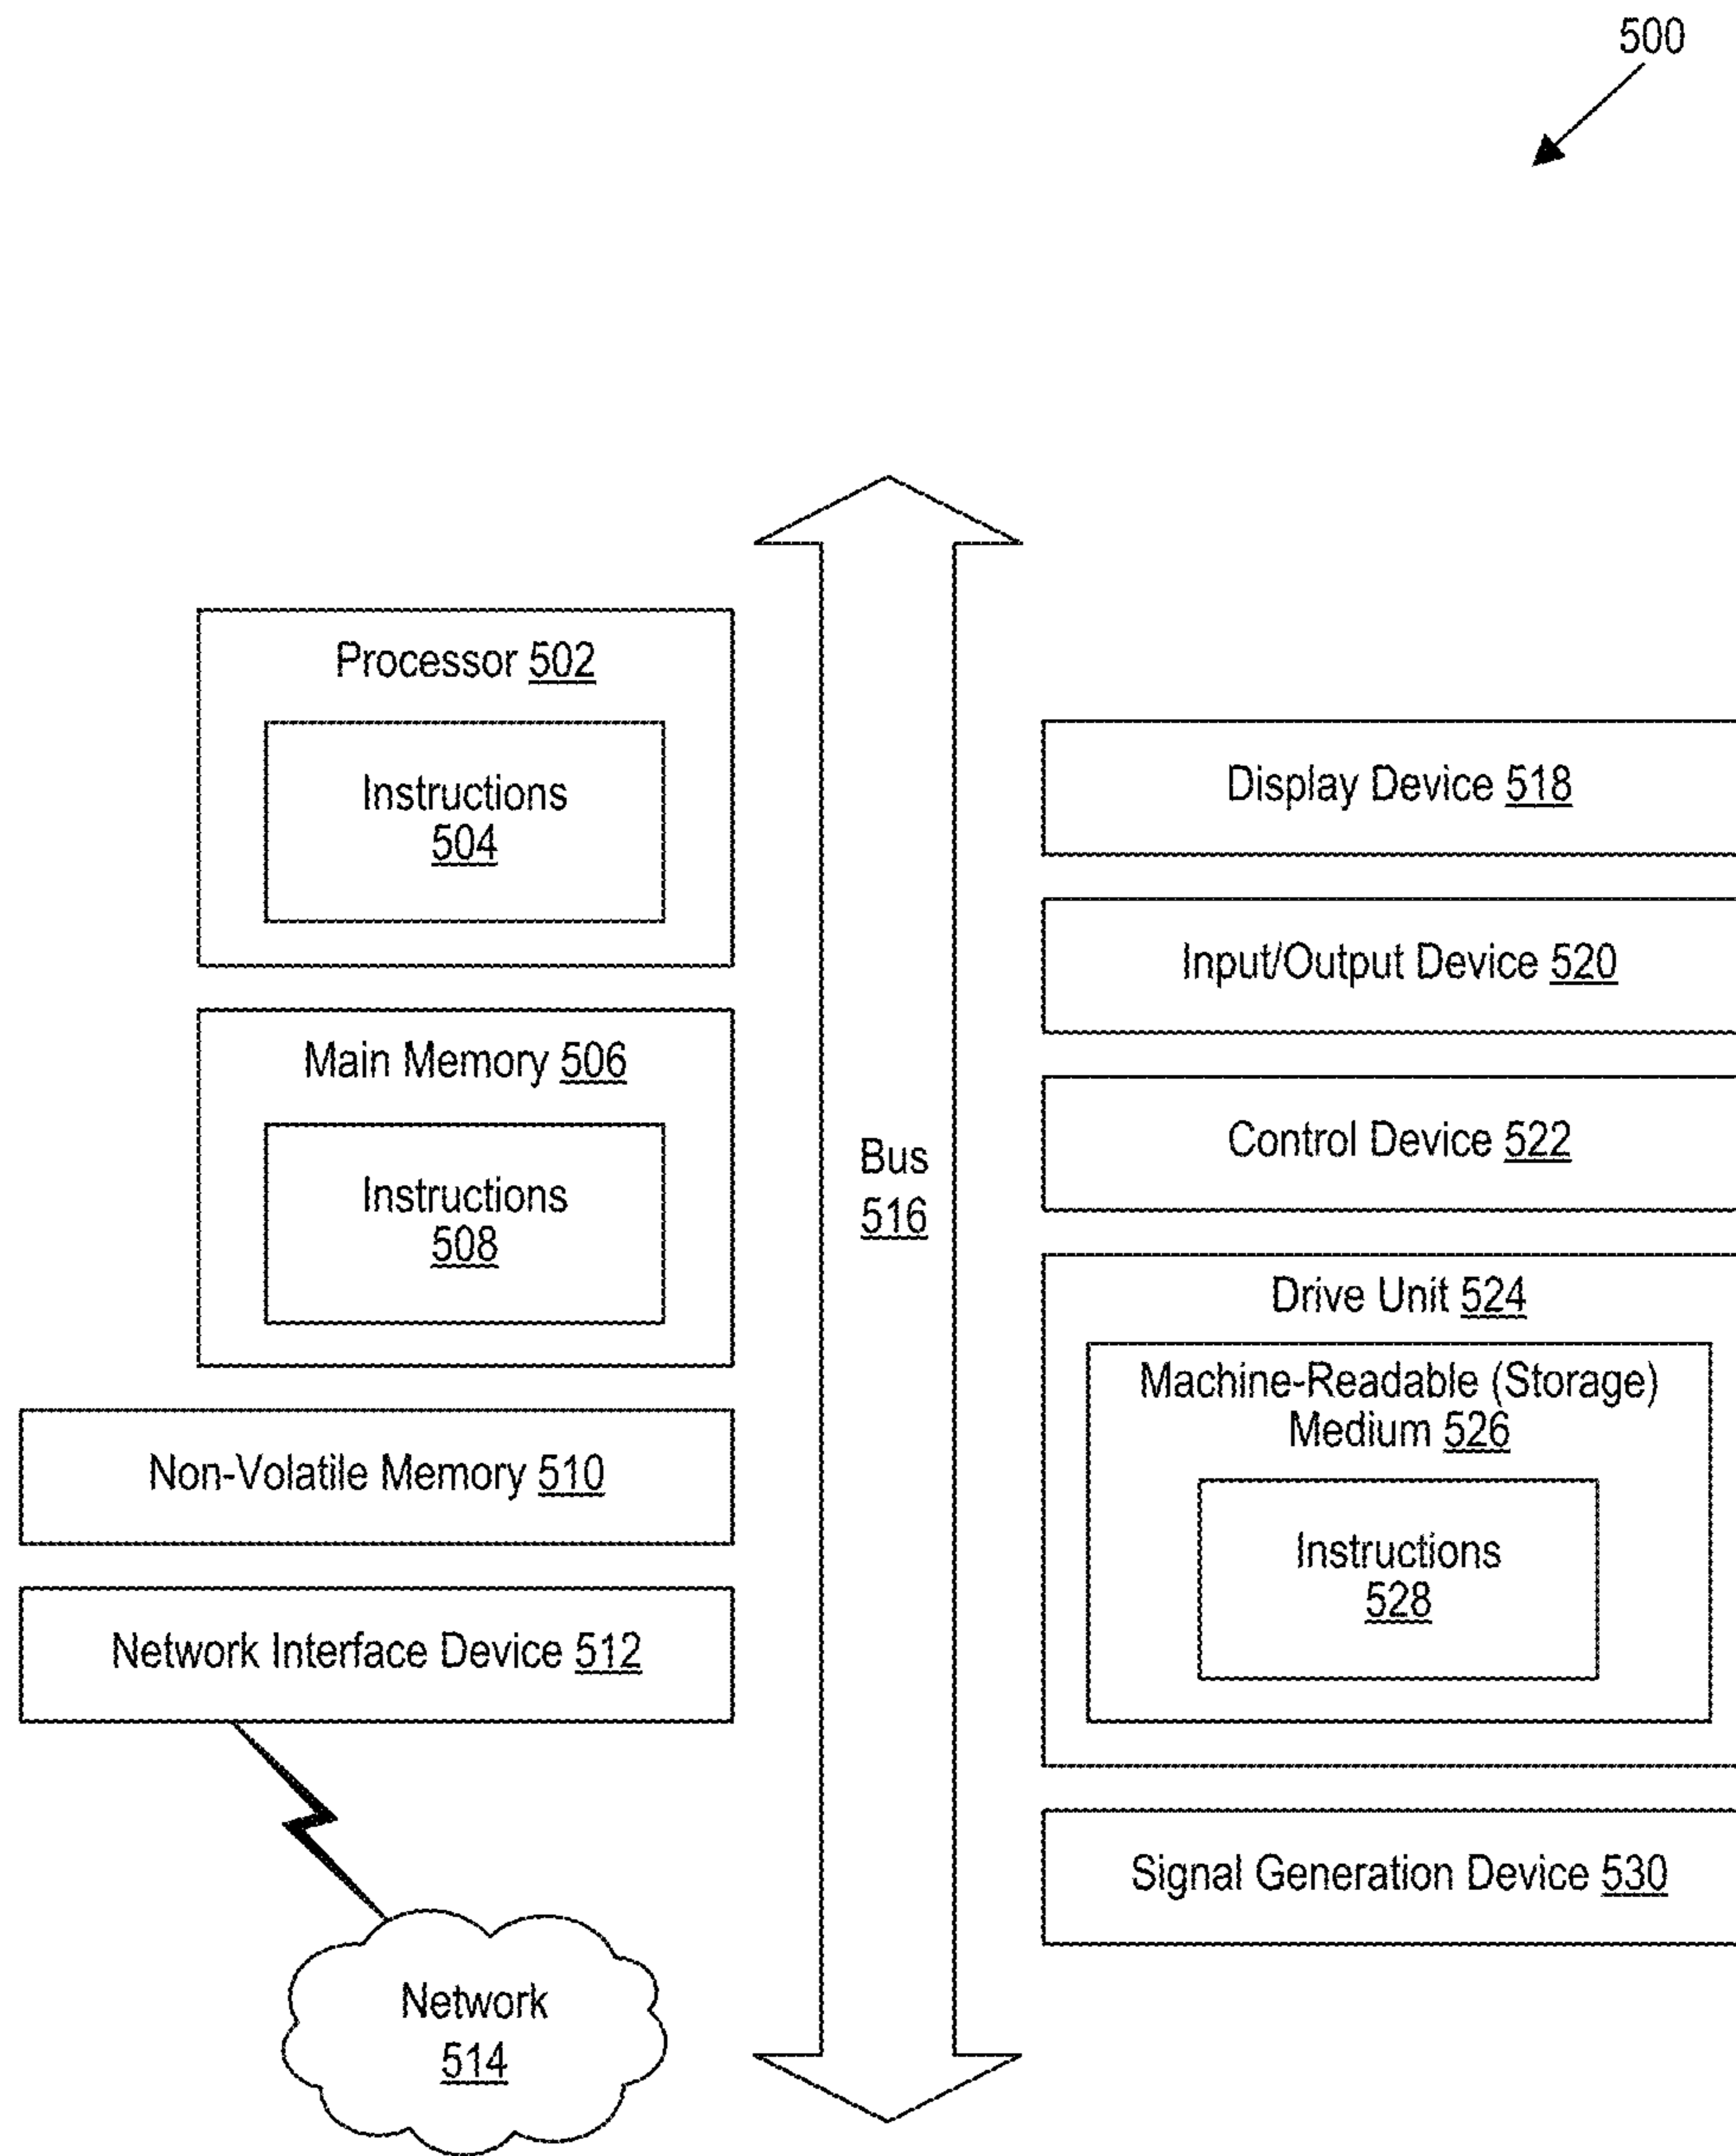 500
Processor 502
Instructions
504
Main Memory 506
Instructions
508
Non-Volatile Memory 510
Network Interface Device 512
Network
514
Bus
516
Display Device 518
Input/Output Device 520
Control Device 522
Drive Unit 524
Machine-Readable (Storage)
Medium 526
Instructions
528
Signal Generation Device 530